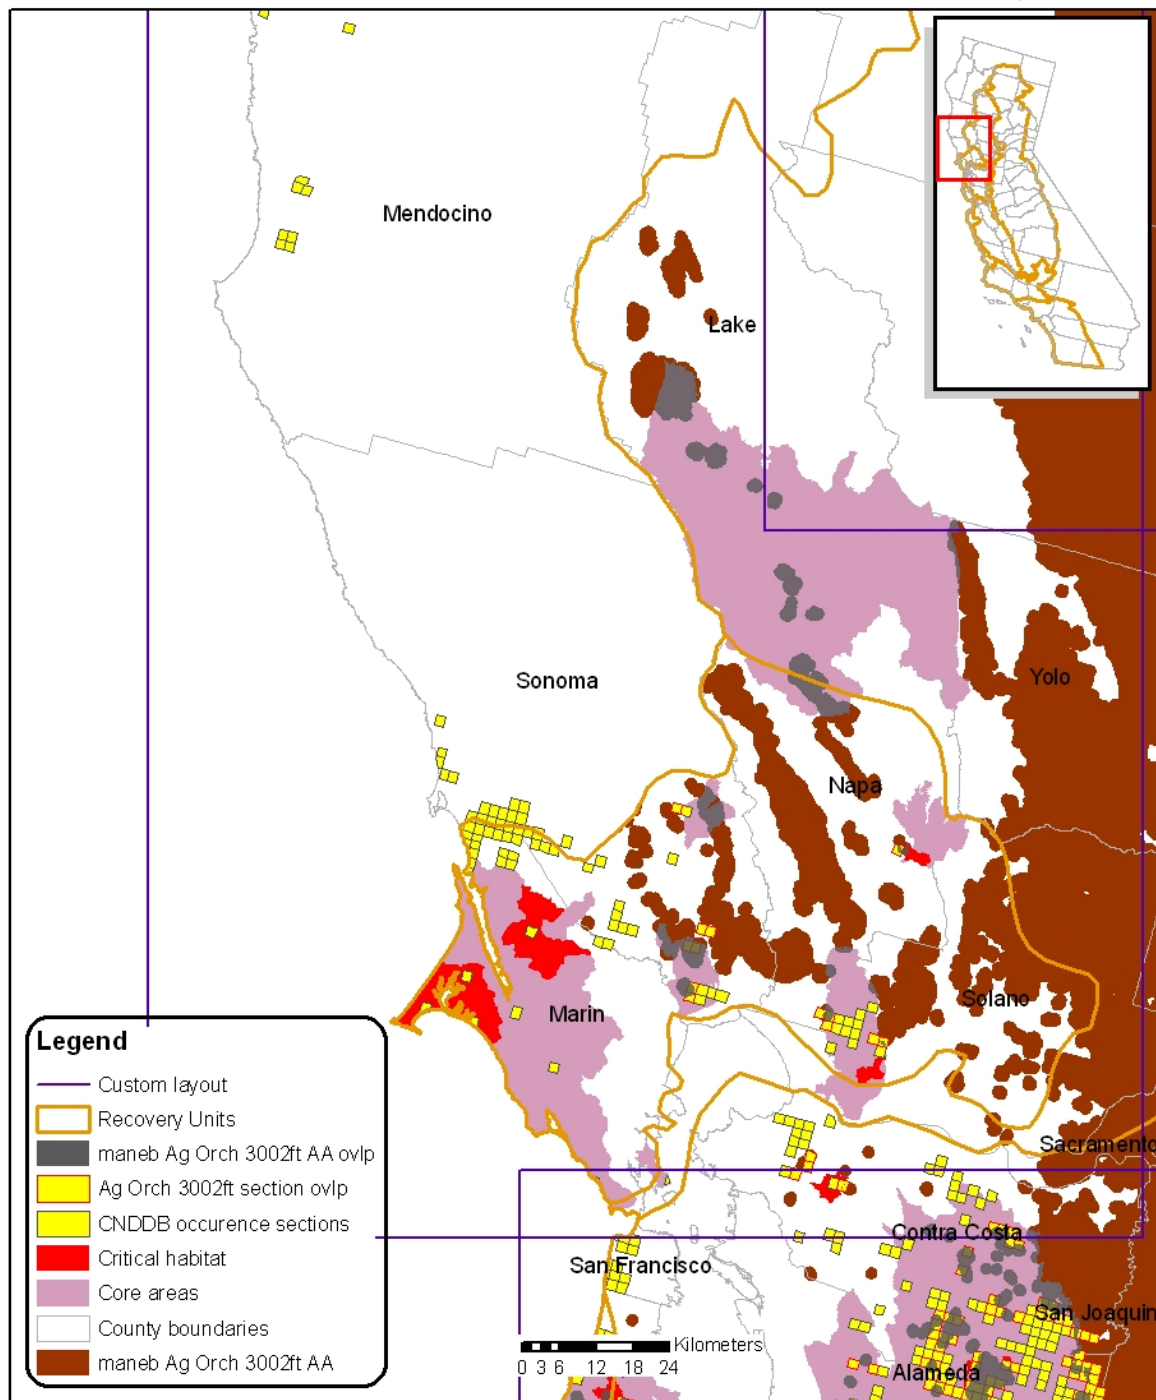 Mendocino
Lake
Sonoma
Yolo
Napa
Solano
Marin
Sacramento
Contra Costa
San Francisco
San Joaquin
Alameda
Legend
Custom layout
Recovery Units
maneb Ag Orch 3002ft AA ovlp
Ag Orch 3002ft section ovlp
CNDDB occurence sections
Critical habitat
Core areas
County boundaries
maneb Ag Orch 3002ft AA
Kilometers
0 3 6 12 18 24